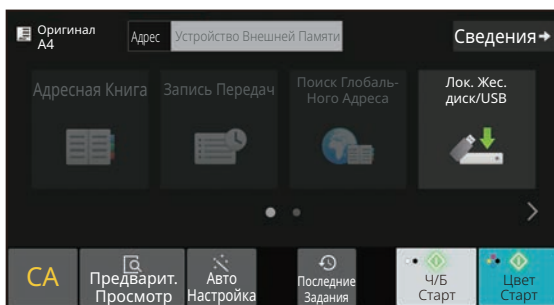 Оригинал
A4
Адрес
Устройство Внешней Памяти
Сведения
Адресная Книга
Запись Передач
Поиск Глобаль-
Ного Адреса
Лок. Жес.
диск/USB
CA
Предварит.
Просмотр
Авто
Настройка
Последние
Задания
Ч/Б
Старт
Цвет
Старт